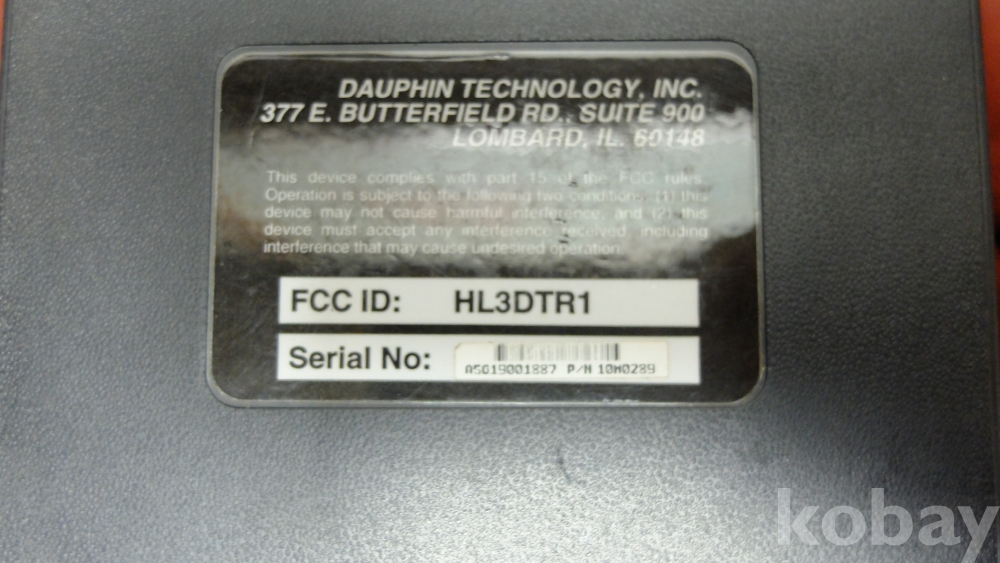 DAUPHIN TECHNOLOGY, INC.
377 E. BUTTERFIELD RD., SUITE 900
LOMBARD, IL. 60148
This device complies with part 15 of the FCC rules.
Operation is subject to the following two conditions, (1) this
device may not cause harmful interference, and (2) this
device must accept any interference received, including
interference that may cause undesired operation.
FCC ID: HL3DTR1
Serial No:
A5G19001887 P/N 10M0289
kobay